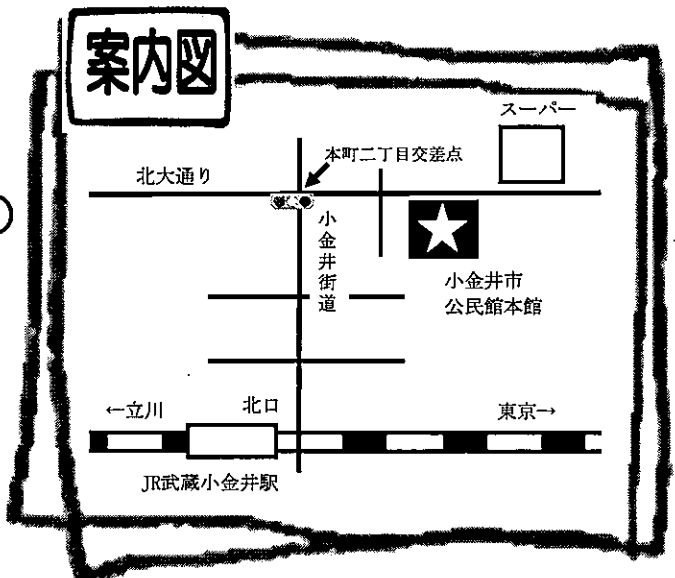 案内図
スーパー
本町二丁目交差点
北大通り
小金井街道
小金井市
公民館本館
←立川
北口
東京→
JR武蔵小金井駅